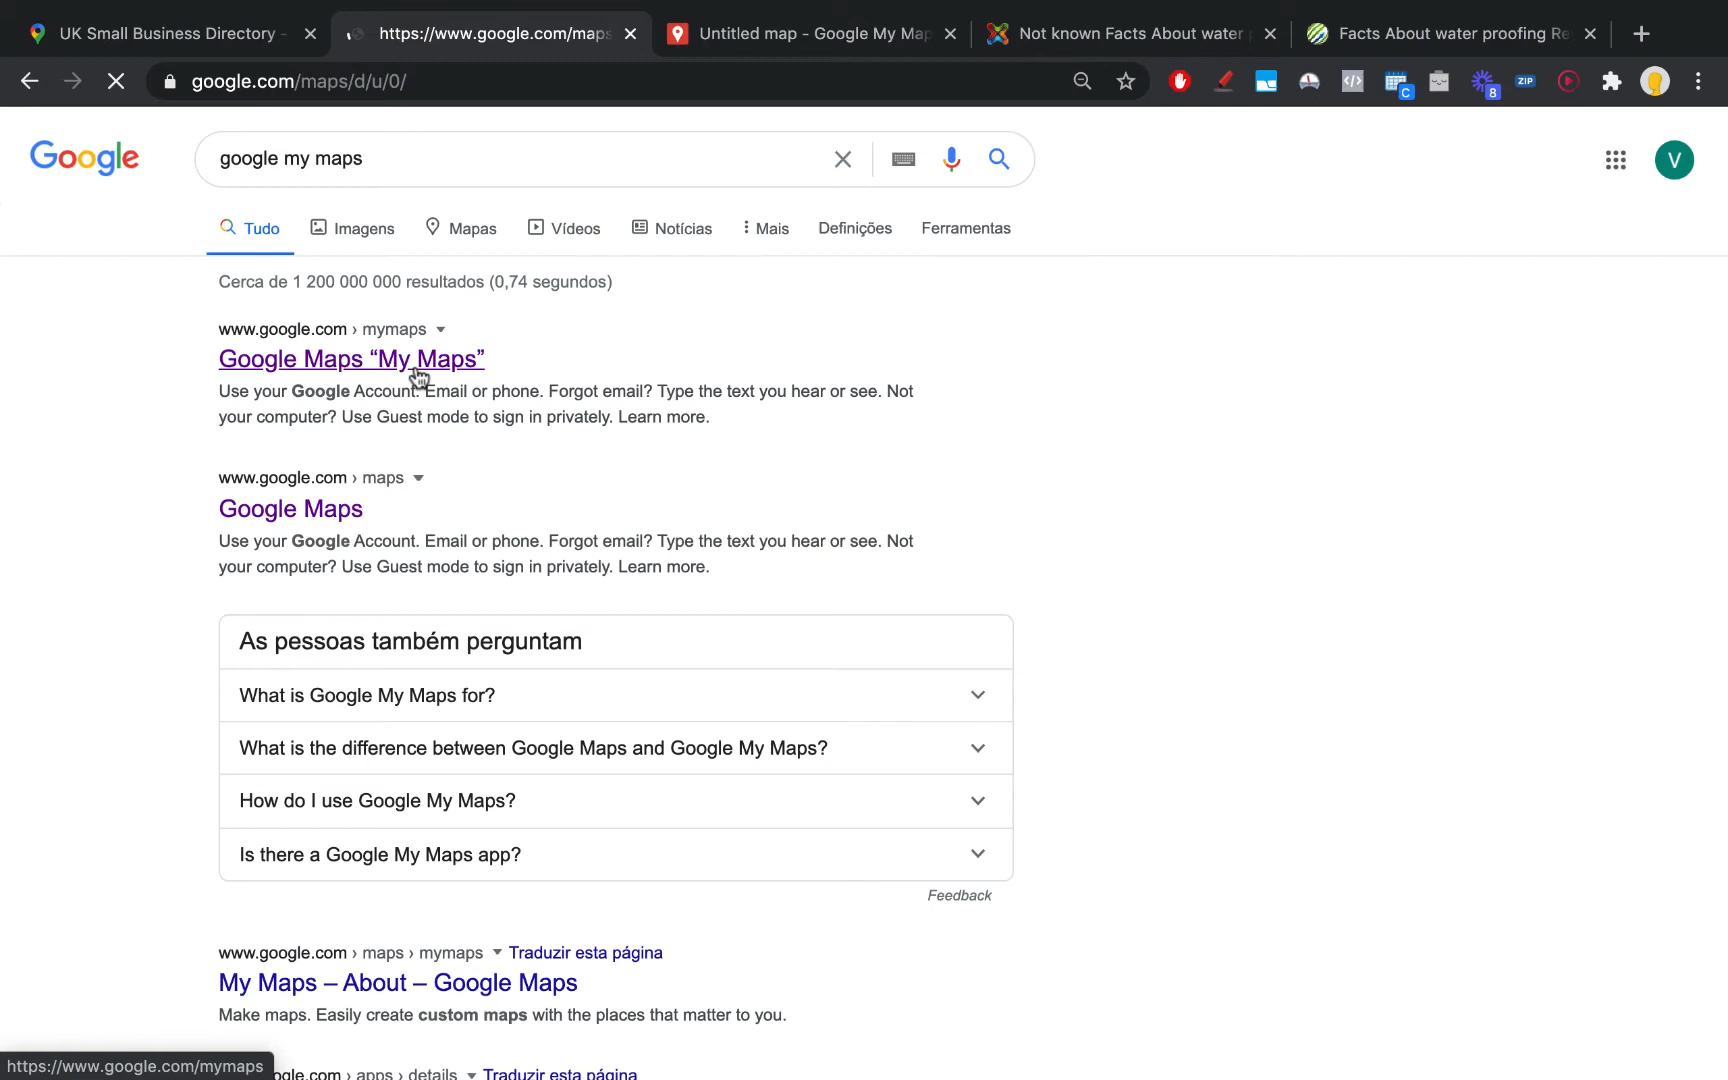 UK Small Business Directory -
https://www.google.com/maps
Untitled map - Google My Map
Not known Facts About water p
Facts About water proofing Re
google.com/maps/d/u/0/
C
8
ZIP
Google
google my maps
V
Tudo
Imagens
Mapas
Vídeos
Notícias
Mais
Definições
Ferramentas
Cerca de 1 200 000 000 resultados (0,74 segundos)
www.google.com › mymaps
Google Maps “My Maps”
Use your Google Account. Email or phone. Forgot email? Type the text you hear or see. Not
your computer? Use Guest mode to sign in privately. Learn more.
www.google.com › maps
Google Maps
Use your Google Account. Email or phone. Forgot email? Type the text you hear or see. Not
your computer? Use Guest mode to sign in privately. Learn more.
As pessoas também perguntam
What is Google My Maps for?
What is the difference between Google Maps and Google My Maps?
How do I use Google My Maps?
Is there a Google My Maps app?
Feedback
www.google.com › maps › mymaps Traduzir esta página
My Maps – About – Google Maps
Make maps. Easily create custom maps with the places that matter to you.
https://www.google.com/mymaps
ogle.com › apps › details Traduzir esta página